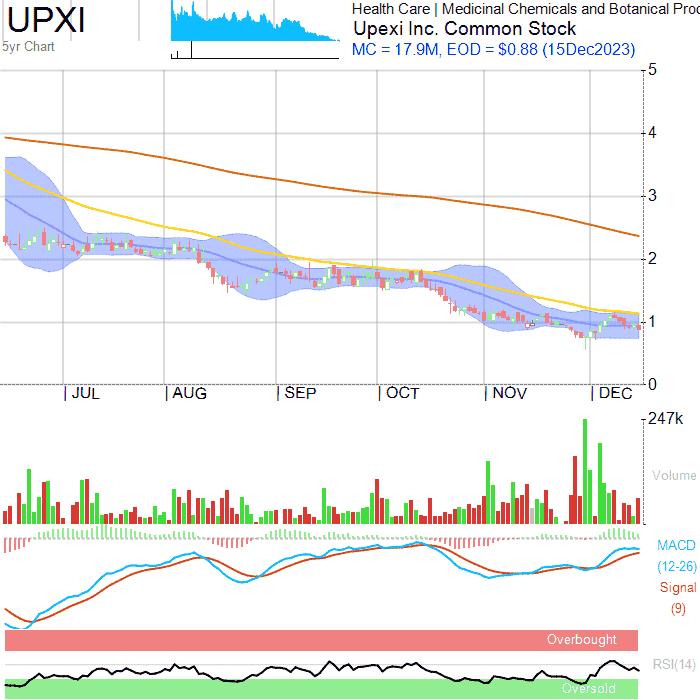 UPXI
5yr Chart
Health Care | Medicinal Chemicals and Botanical Proc
Upexi Inc. Common Stock
MC = 17.9M, EOD = $0.88 (15Dec2023)
5
4
3
2
1
0
JUL
AUG
SEP
OCT
NOV
DEC
247k
Volume
MACD
(12-26)
Signal
(9)
Overbought
RSI(14)
Oversold